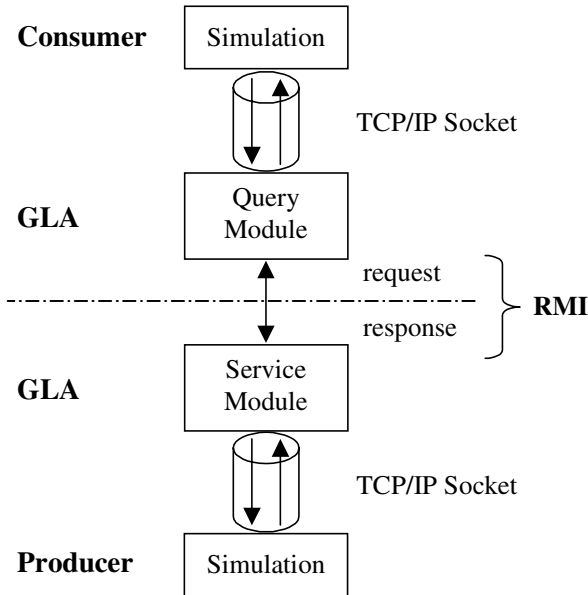 Consumer
Simulation
TCP/IP Socket
GLA
Query
Module
request
RMI
response
GLA
Service
Module
TCP/IP Socket
Producer
Simulation